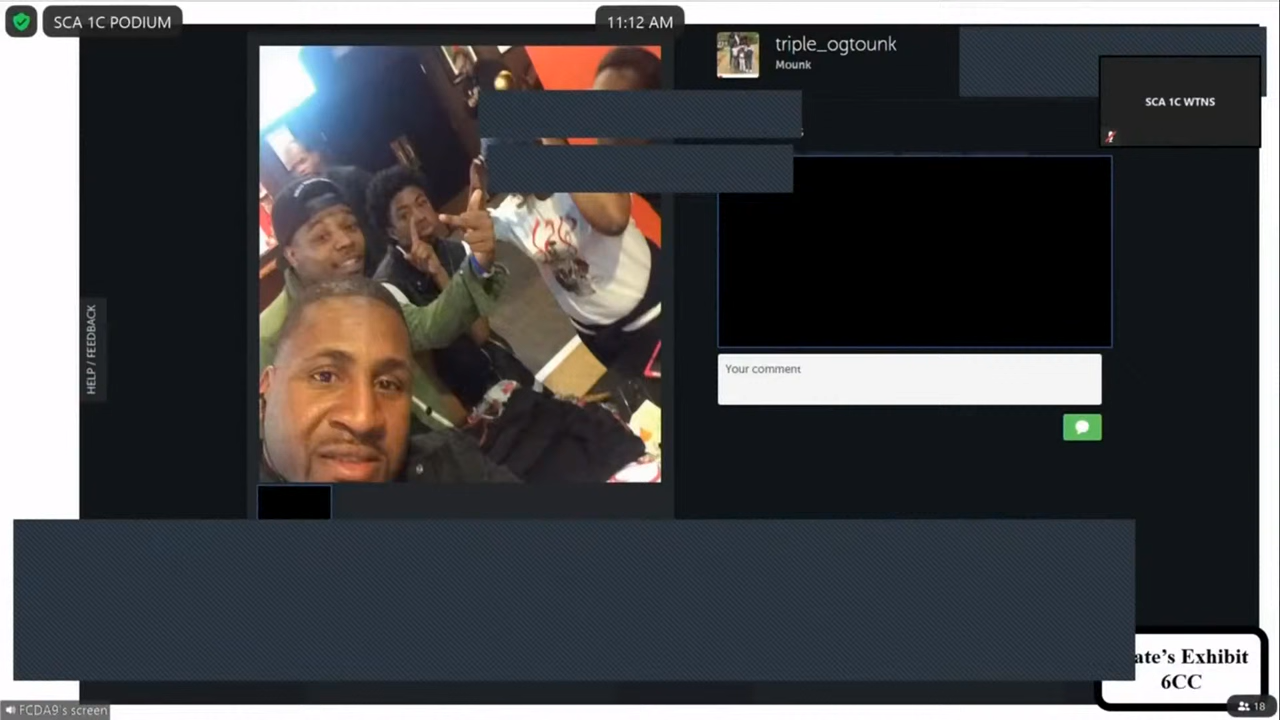 SCA 1C PODIUM
11:12 AM
triple_ogtounk
Mounk
SCA 1C WTNS
HELP / FEEDBACK
Your comment
ate's Exhibit
6CC
FCDA9's screen
18